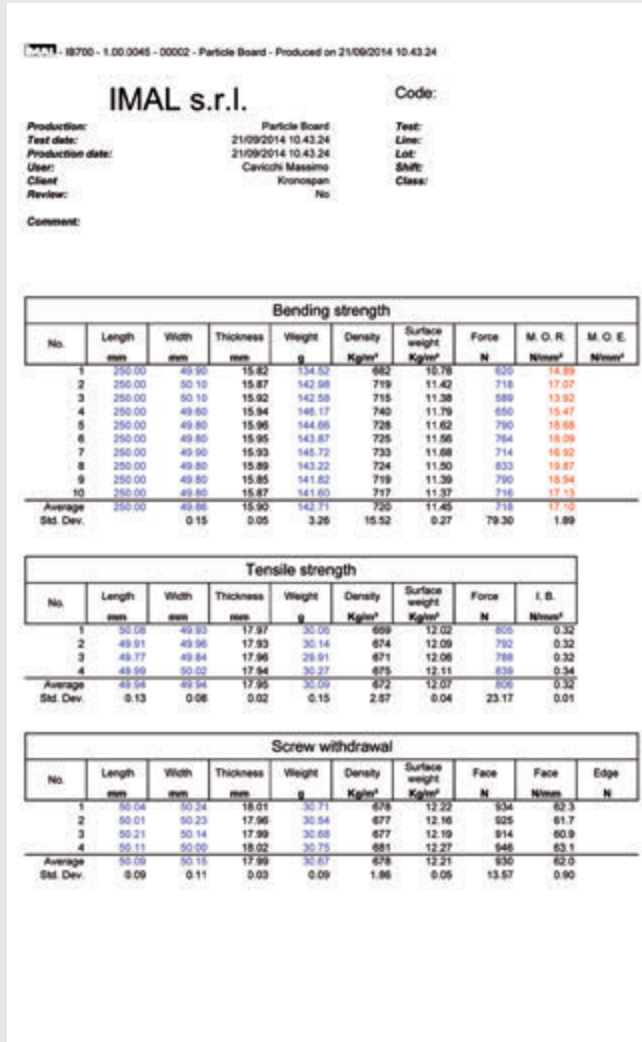 IMAL - IB700 - 1.00.0045 - 00002 - Particle Board - Produced on 21/09/2014 10.43.24
IMAL s.r.l. Code:
Production: Particle Board Test:
Test date: 21/09/2014 10.43.24 Line:
Production date: 21/09/2014 10.43.24 Lot:
User: Cavicchi Massimo Shift:
Client Kronospan Class:
Review: No
Comment:
Bending strength
No. Length Width Thickness Weight Density Surface weight Force M. O. R. M. O. E.
mm mm mm g Kg/m³ Kg/m² N N/mm² N/mm²
1 250.00 49.90 15.82 134.52 682 10.78 620 14.89
2 250.00 50.10 15.87 142.98 719 11.42 718 17.07
3 250.00 50.10 15.92 142.58 715 11.38 589 13.92
4 250.00 49.60 15.94 146.17 740 11.79 650 15.47
5 250.00 49.80 15.96 144.66 728 11.62 790 18.68
6 250.00 49.80 15.95 143.87 725 11.56 764 18.09
7 250.00 49.90 15.93 145.72 733 11.68 714 16.92
8 250.00 49.80 15.89 143.22 724 11.50 833 19.87
9 250.00 49.80 15.85 141.82 719 11.39 790 18.94
10 250.00 49.80 15.87 141.60 717 11.37 716 17.13
Average 250.00 49.86 15.90 142.71 720 11.45 718 17.10
Std. Dev. 0.15 0.05 3.26 15.52 0.27 79.30 1.89
Tensile strength
No. Length Width Thickness Weight Density Surface weight Force I. B.
mm mm mm g Kg/m³ Kg/m² N N/mm²
1 50.08 49.93 17.97 30.06 669 12.02 805 0.32
2 49.91 49.96 17.93 30.14 674 12.09 792 0.32
3 49.77 49.84 17.96 29.91 671 12.06 788 0.32
4 49.99 50.02 17.94 30.27 675 12.11 839 0.34
Average 49.94 49.94 17.95 30.09 672 12.07 806 0.32
Std. Dev. 0.13 0.08 0.02 0.15 2.57 0.04 23.17 0.01
Screw withdrawal
No. Length Width Thickness Weight Density Surface weight Face Face Edge
mm mm mm g Kg/m³ Kg/m² N N/mm N
1 50.04 50.24 18.01 30.71 678 12.22 934 62.3
2 50.01 50.23 17.96 30.54 677 12.16 925 61.7
3 50.21 50.14 17.99 30.68 677 12.19 914 60.9
4 50.11 50.00 18.02 30.75 681 12.27 946 63.1
Average 50.09 50.15 17.99 30.67 678 12.21 930 62.0
Std. Dev. 0.09 0.11 0.03 0.09 1.86 0.05 13.57 0.90